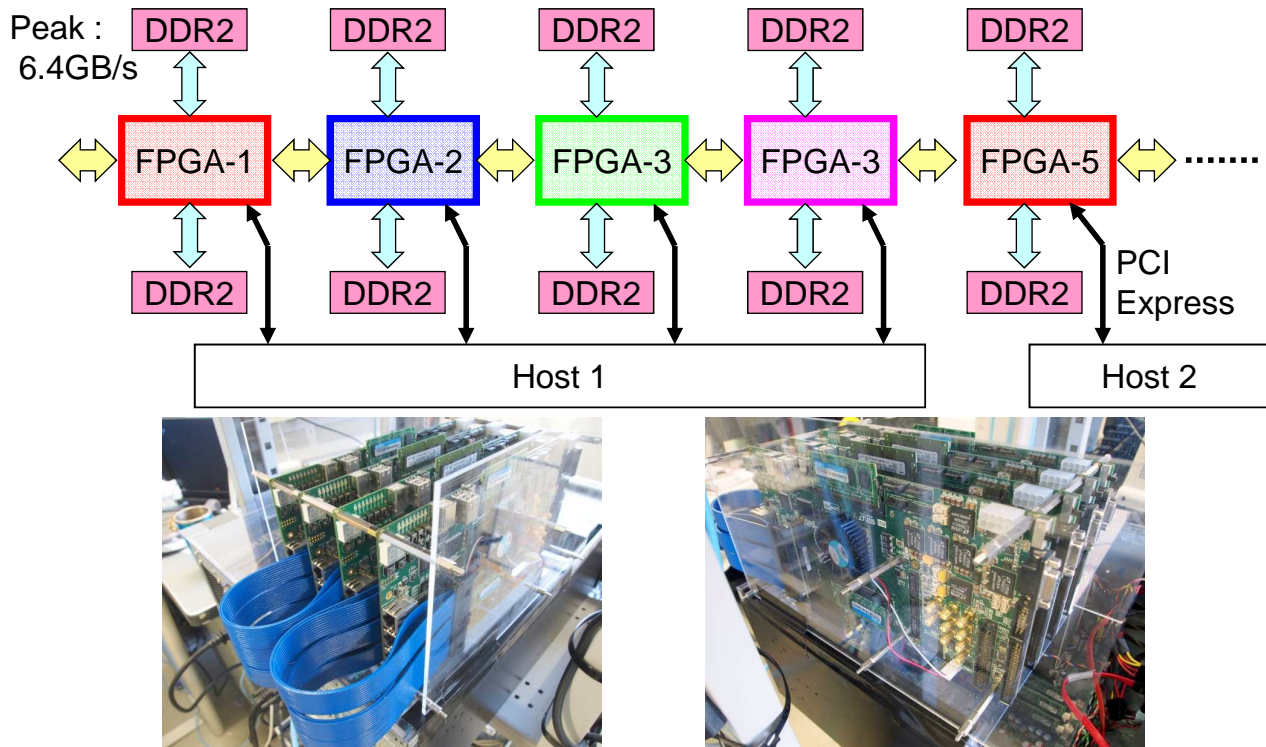 Peak :
6.4GB/s
DDR2 DDR2 DDR2 DDR2 DDR2
FPGA-1 FPGA-2 FPGA-3 FPGA-3 FPGA-5 .......
DDR2 DDR2 DDR2 DDR2 DDR2
PCI
Express
Host 1 Host 2